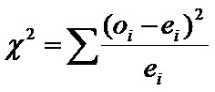 χ² = ∑ (oᵢ − eᵢ)² / eᵢ